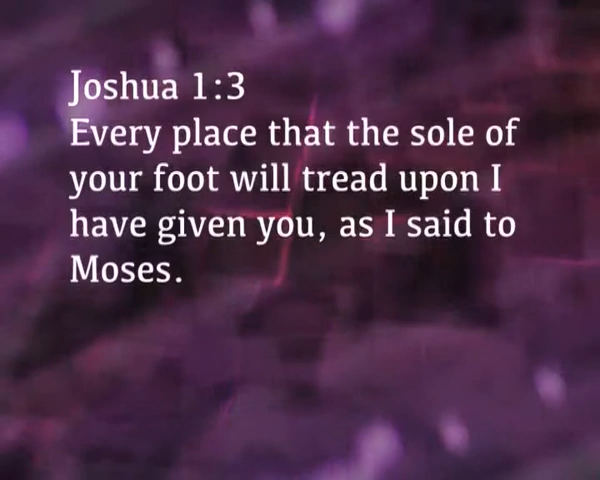 Joshua 1:3
Every place that the sole of
your foot will tread upon I
have given you, as I said to
Moses.